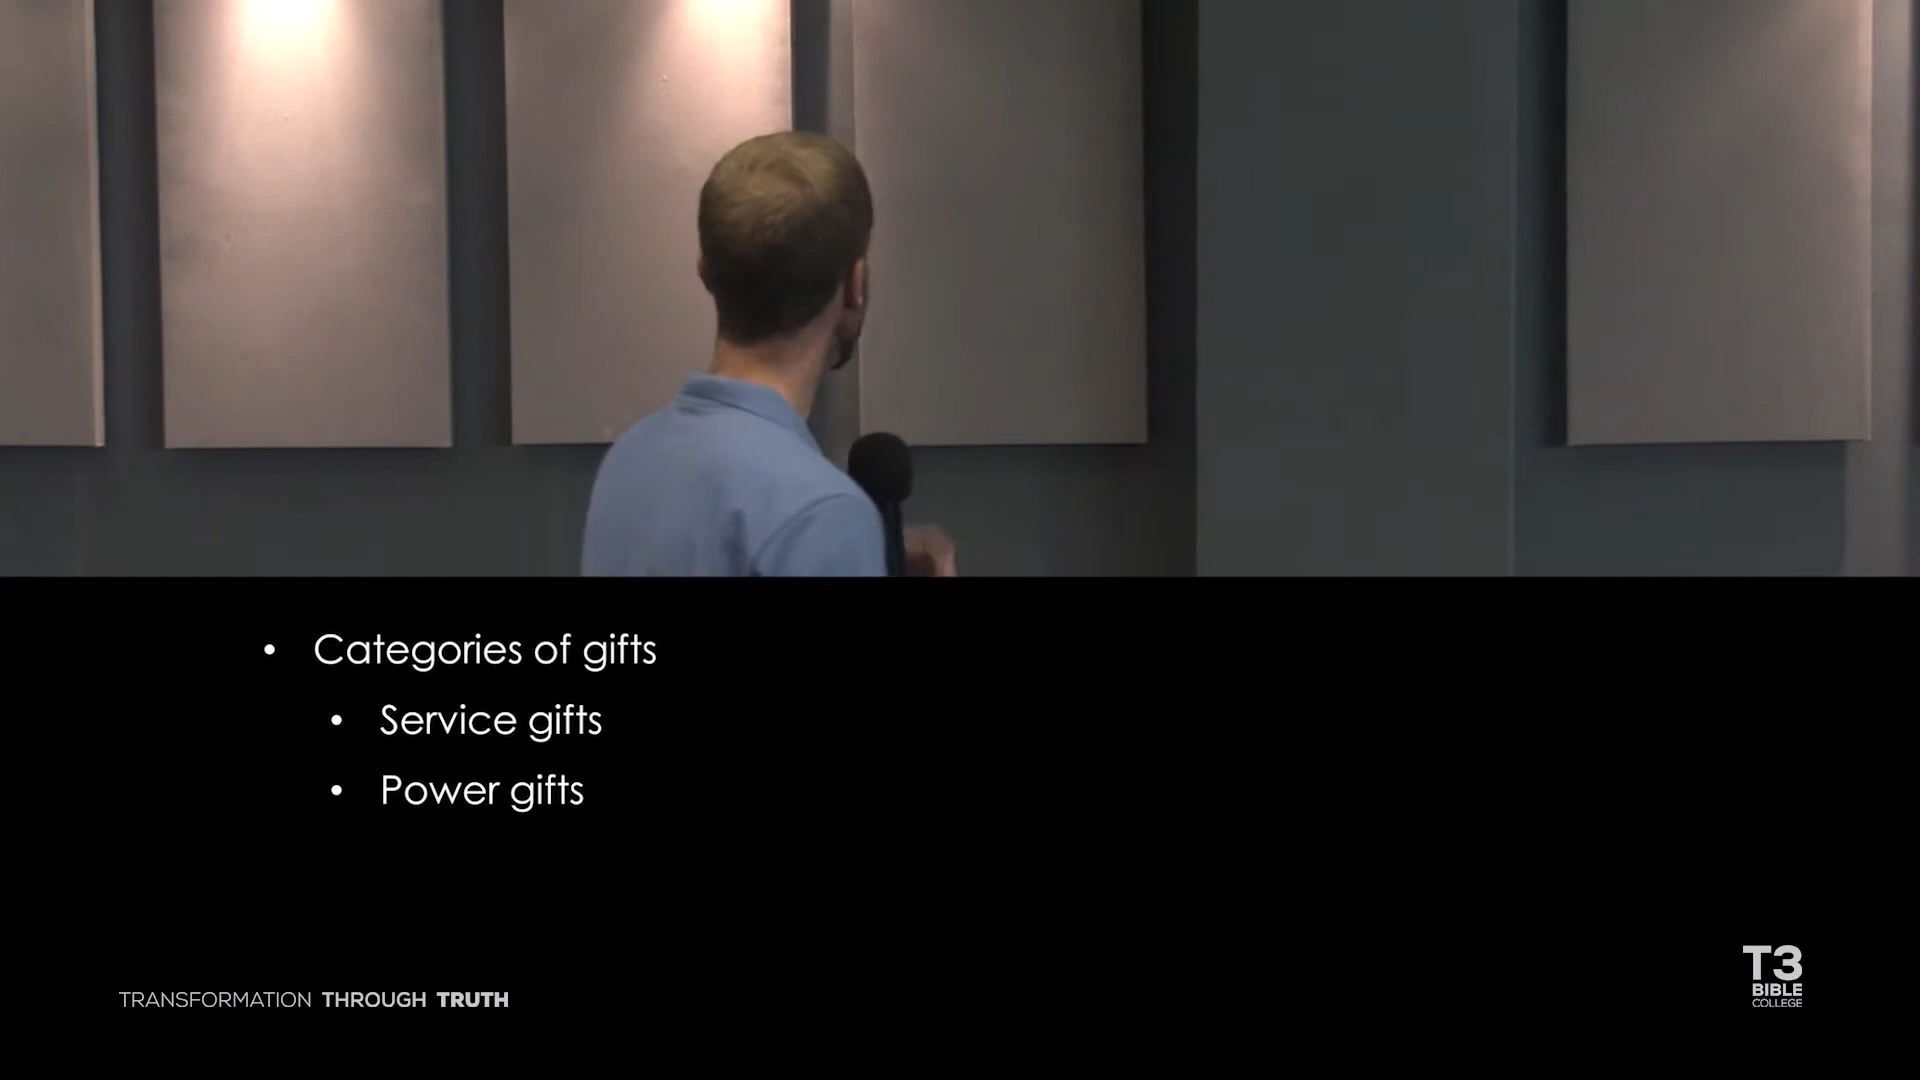 • Categories of gifts
• Service gifts
• Power gifts
TRANSFORMATION THROUGH TRUTH
T3
BIBLE
COLLEGE